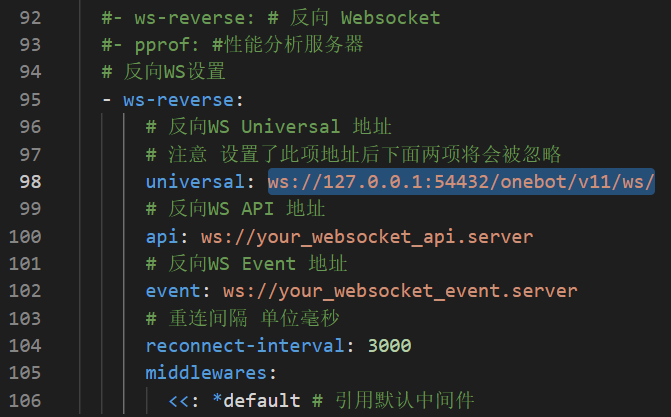 92 #- ws-reverse: # 反向 Websocket
93 #- pprof: #性能分析服务器
94 # 反向WS设置
95 - ws-reverse:
96 # 反向WS Universal 地址
97 # 注意 设置了此项地址后下面两项将会被忽略
98 universal: ws://127.0.0.1:54432/onebot/v11/ws/
99 # 反向WS API 地址
100 api: ws://your_websocket_api.server
101 # 反向WS Event 地址
102 event: ws://your_websocket_event.server
103 # 重连间隔 单位毫秒
104 reconnect-interval: 3000
105 middlewares:
106 <<: *default # 引用默认中间件